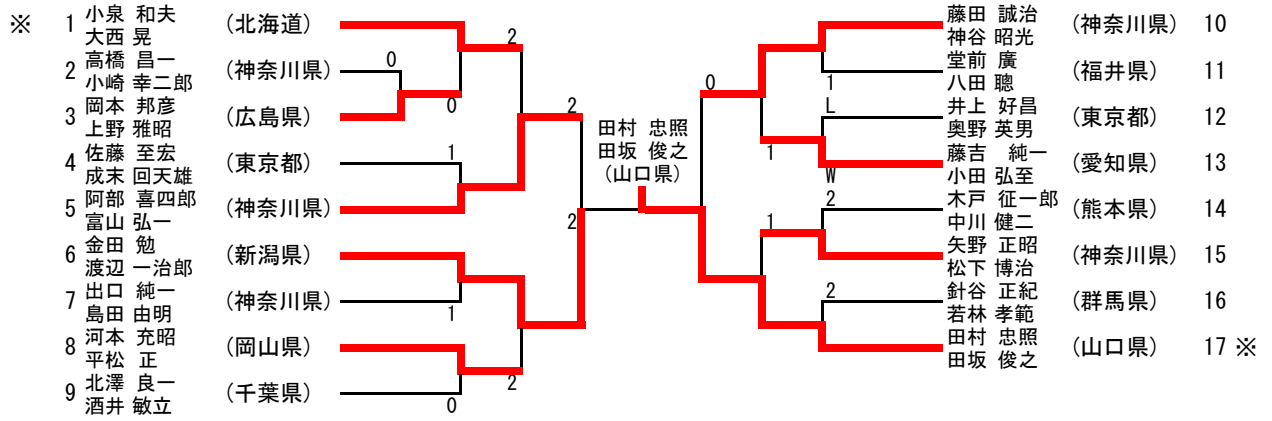 ※ 1 小泉 和夫 (北海道)
大西 晃
2 高橋 昌一 (神奈川県)
小崎 幸二郎
3 岡本 邦彦 (広島県)
上野 雅昭
4 佐藤 至宏 (東京都)
成末 回天雄
5 阿部 喜四郎 (神奈川県)
富山 弘一
6 金田 勉 (新潟県)
渡辺 一治郎
7 出口 純一 (神奈川県)
島田 由明
8 河本 充昭 (岡山県)
平松 正
9 北澤 良一 (千葉県)
酒井 敏立
2
0
0
2
1
2
1
2
0
田村 忠照
田坂 俊之
(山口県)
0
1
L
1
W
2
1
2
藤田 誠治 (神奈川県) 10
神谷 昭光
堂前 廣 (福井県) 11
八田 聰
井上 好昌 (東京都) 12
奥野 英男
藤吉 純一 (愛知県) 13
小田 弘至
木戸 征一郎 (熊本県) 14
中川 健二
矢野 正昭 (神奈川県) 15
松下 博治
針谷 正紀 (群馬県) 16
若林 孝範
田村 忠照 (山口県) 17 ※
田坂 俊之